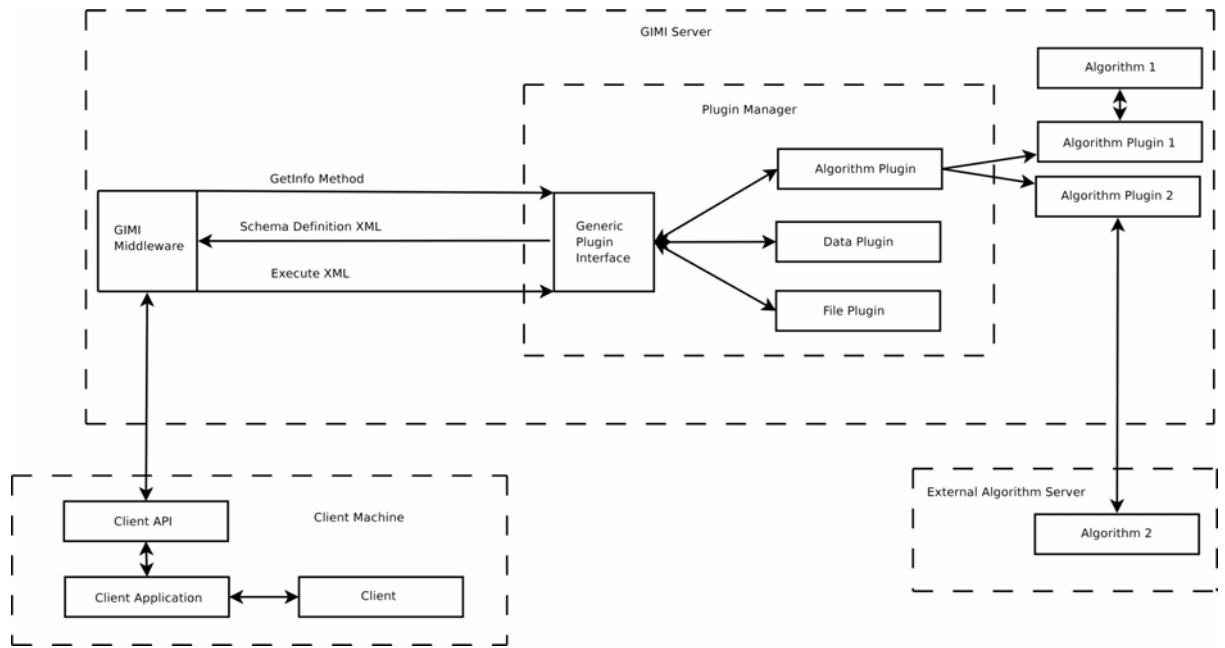 GIMI Server
Algorithm 1
Plugin Manager
Algorithm Plugin 1
Algorithm Plugin
GetInfo Method
Algorithm Plugin 2
GIMI
Middleware
Schema Definition XML
Generic
Plugin
Interface
Data Plugin
Execute XML
File Plugin
External Algorithm Server
Client API
Client Machine
Algorithm 2
Client Application
Client